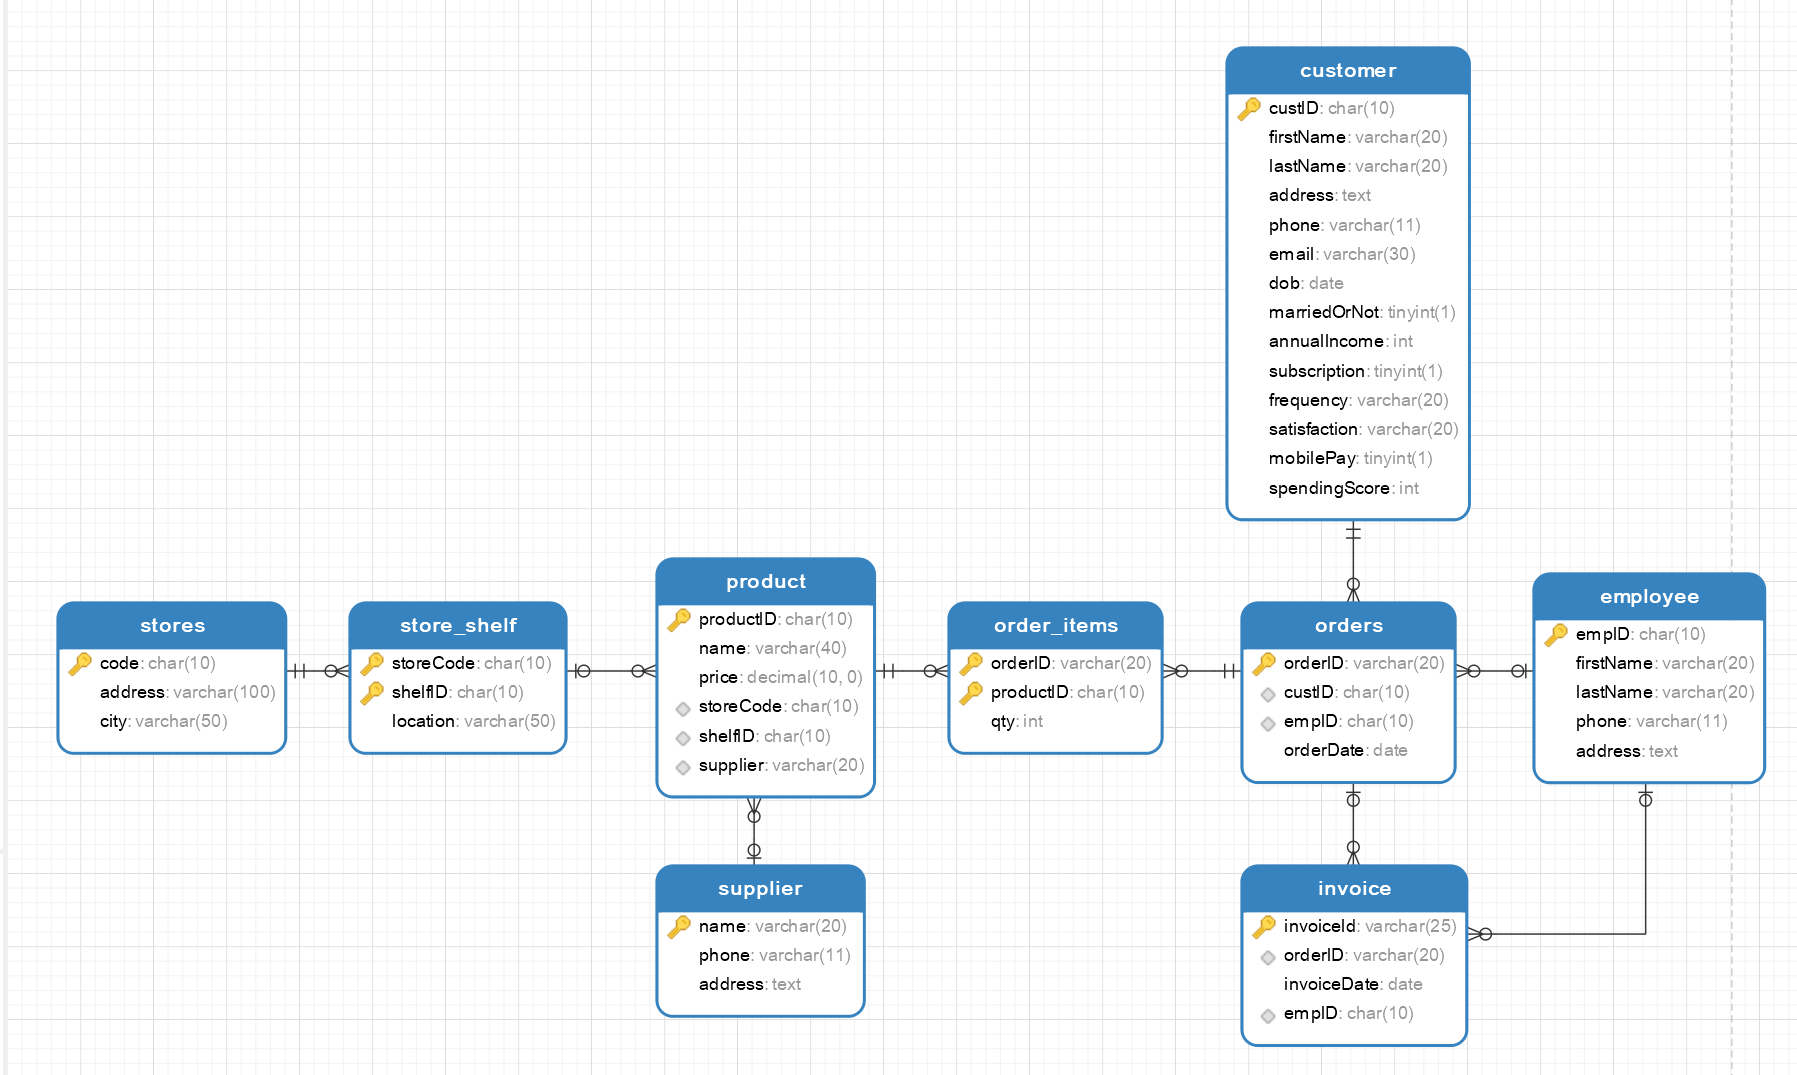 customer
custID: char(10)
firstName: varchar(20)
lastName: varchar(20)
address: text
phone: varchar(11)
email: varchar(30)
dob: date
marriedOrNot: tinyint(1)
annualIncome: int
subscription: tinyint(1)
frequency: varchar(20)
satisfaction: varchar(20)
mobilePay: tinyint(1)
spendingScore: int
stores
code: char(10)
address: varchar(100)
city: varchar(50)
store_shelf
storeCode: char(10)
shelfID: char(10)
location: varchar(50)
product
productID: char(10)
name: varchar(40)
price: decimal(10, 0)
storeCode: char(10)
shelfID: char(10)
supplier: varchar(20)
order_items
orderID: varchar(20)
productID: char(10)
qty: int
orders
orderID: varchar(20)
custID: char(10)
empID: char(10)
orderDate: date
employee
empID: char(10)
firstName: varchar(20)
lastName: varchar(20)
phone: varchar(11)
address: text
supplier
name: varchar(20)
phone: varchar(11)
address: text
invoice
invoiceId: varchar(25)
orderID: varchar(20)
invoiceDate: date
empID: char(10)